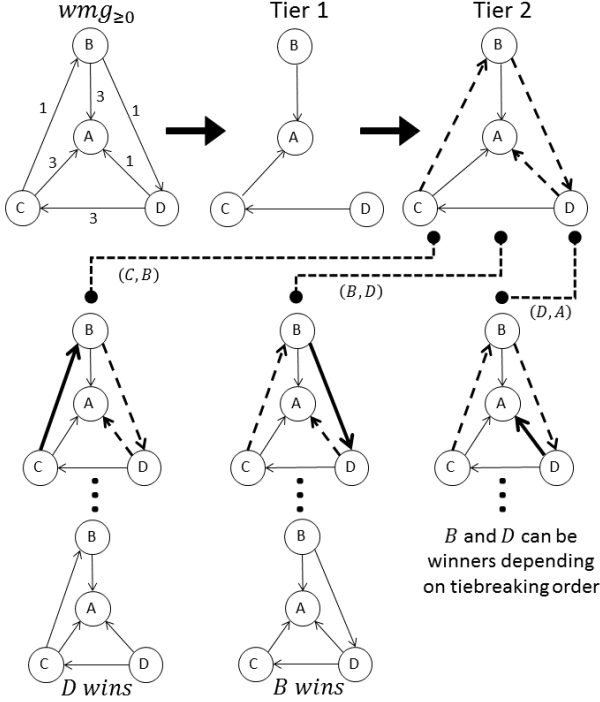 wmg≥0
Tier 1
Tier 2
B
B
B
1
3
1
A
A
A
3
1
C
3
D
C
D
C
D
(C, B)
(B, D)
(D, A)
B
B
B
A
A
A
C
D
C
D
C
D
B
B
B and D can be
winners depending
on tiebreaking order
A
A
C
D
C
D
D wins
B wins